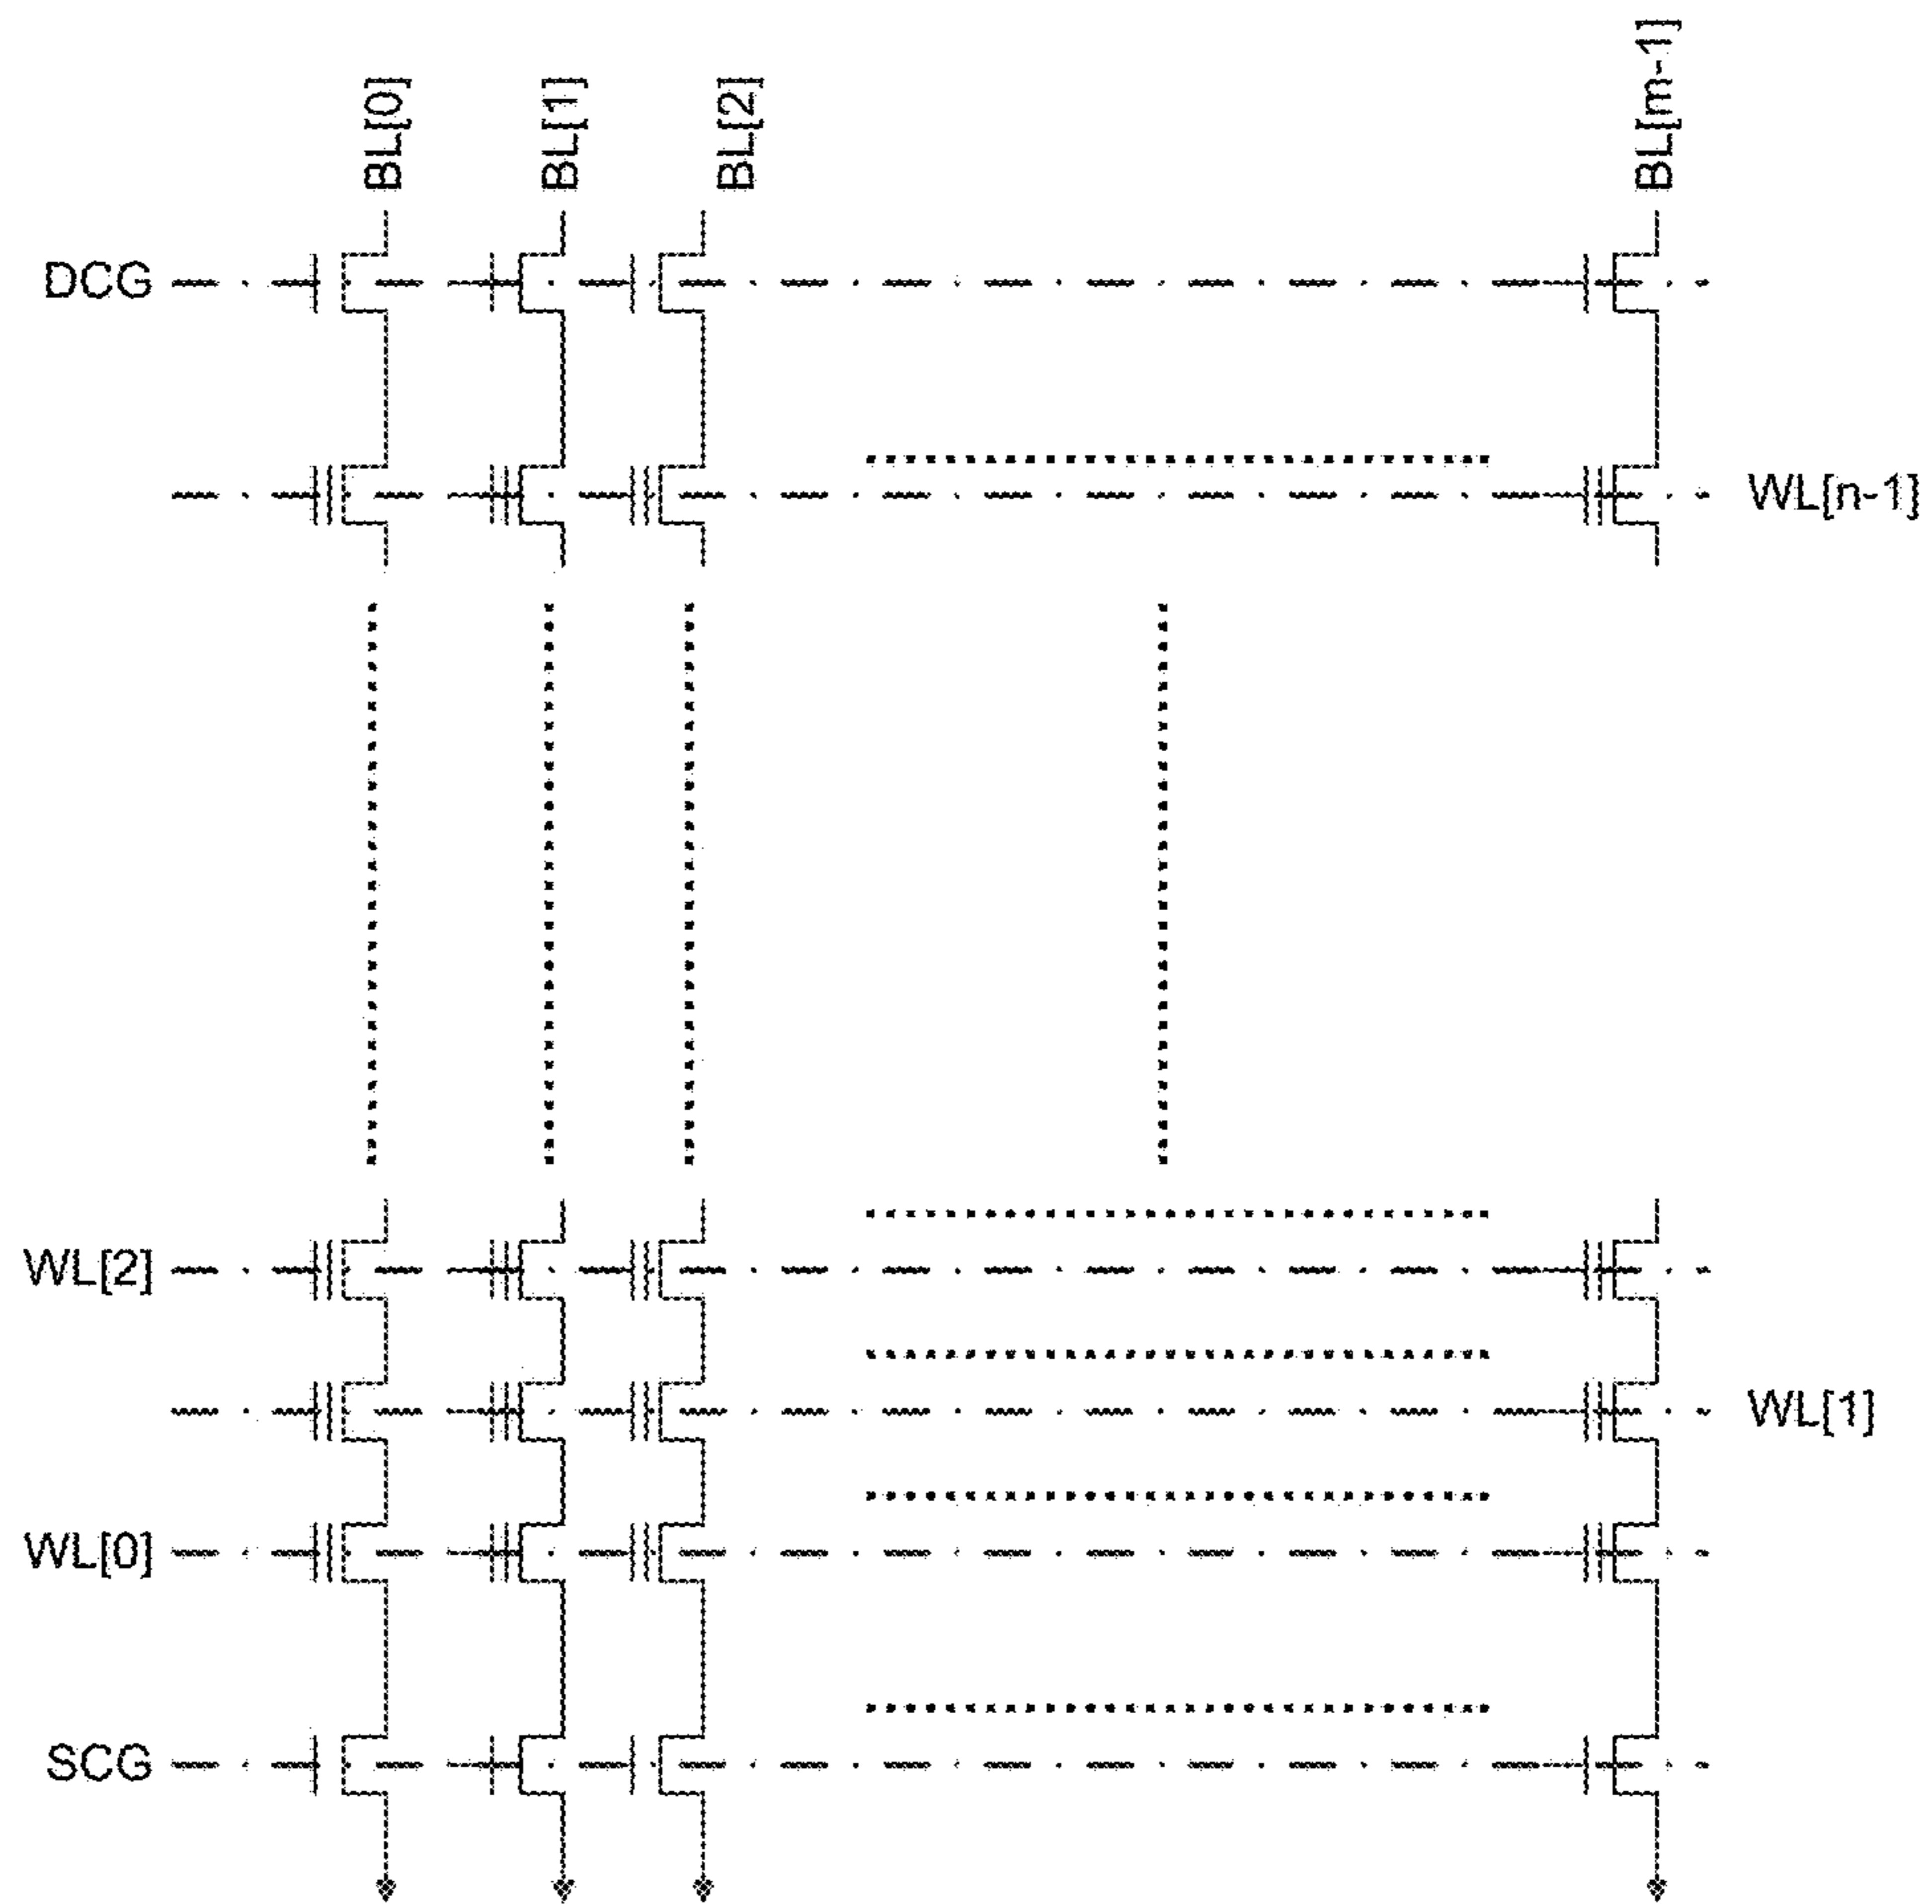 BL[0]
BL[1]
BL[2]
BL[m-1]
DCG
WL[n-1]
WL[2]
WL[1]
WL[0]
SCG